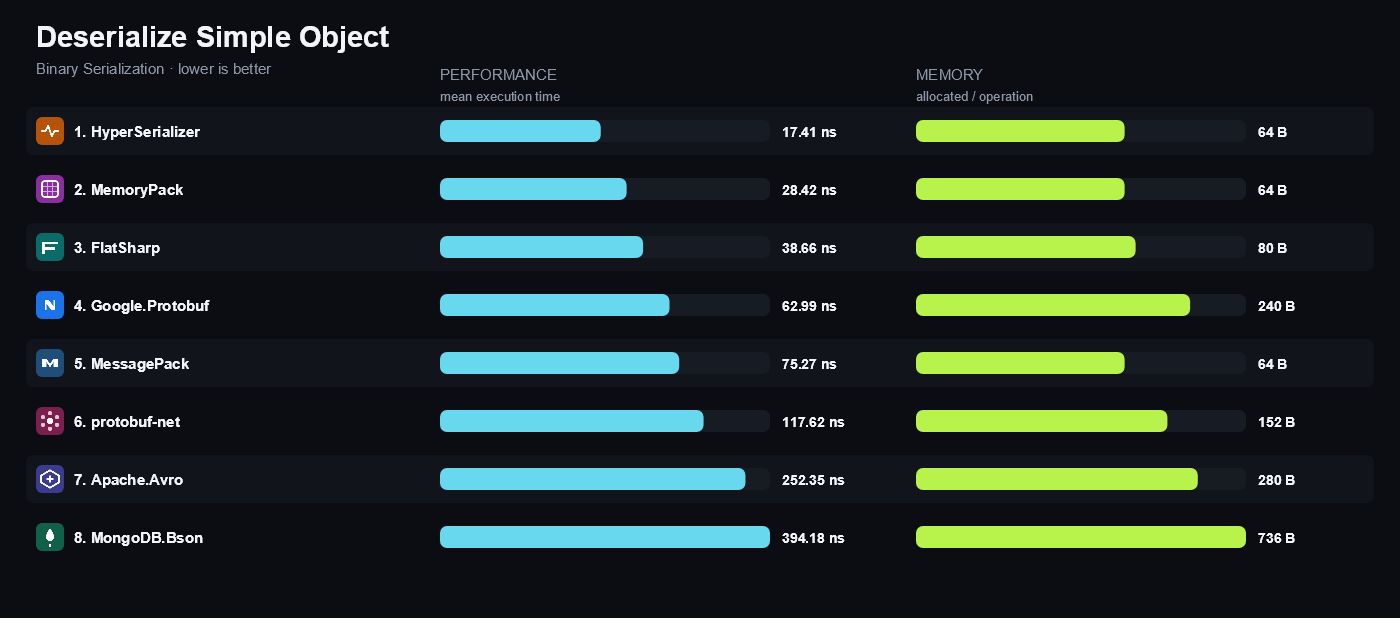 Deserialize Simple Object
Binary Serialization · lower is better
PERFORMANCE
mean execution time
MEMORY
allocated / operation
1. HyperSerializer 17.41 ns 64 B
2. MemoryPack 28.42 ns 64 B
3. FlatSharp 38.66 ns 80 B
4. Google.Protobuf 62.99 ns 240 B
5. MessagePack 75.27 ns 64 B
6. protobuf-net 117.62 ns 152 B
7. Apache.Avro 252.35 ns 280 B
8. MongoDB.Bson 394.18 ns 736 B